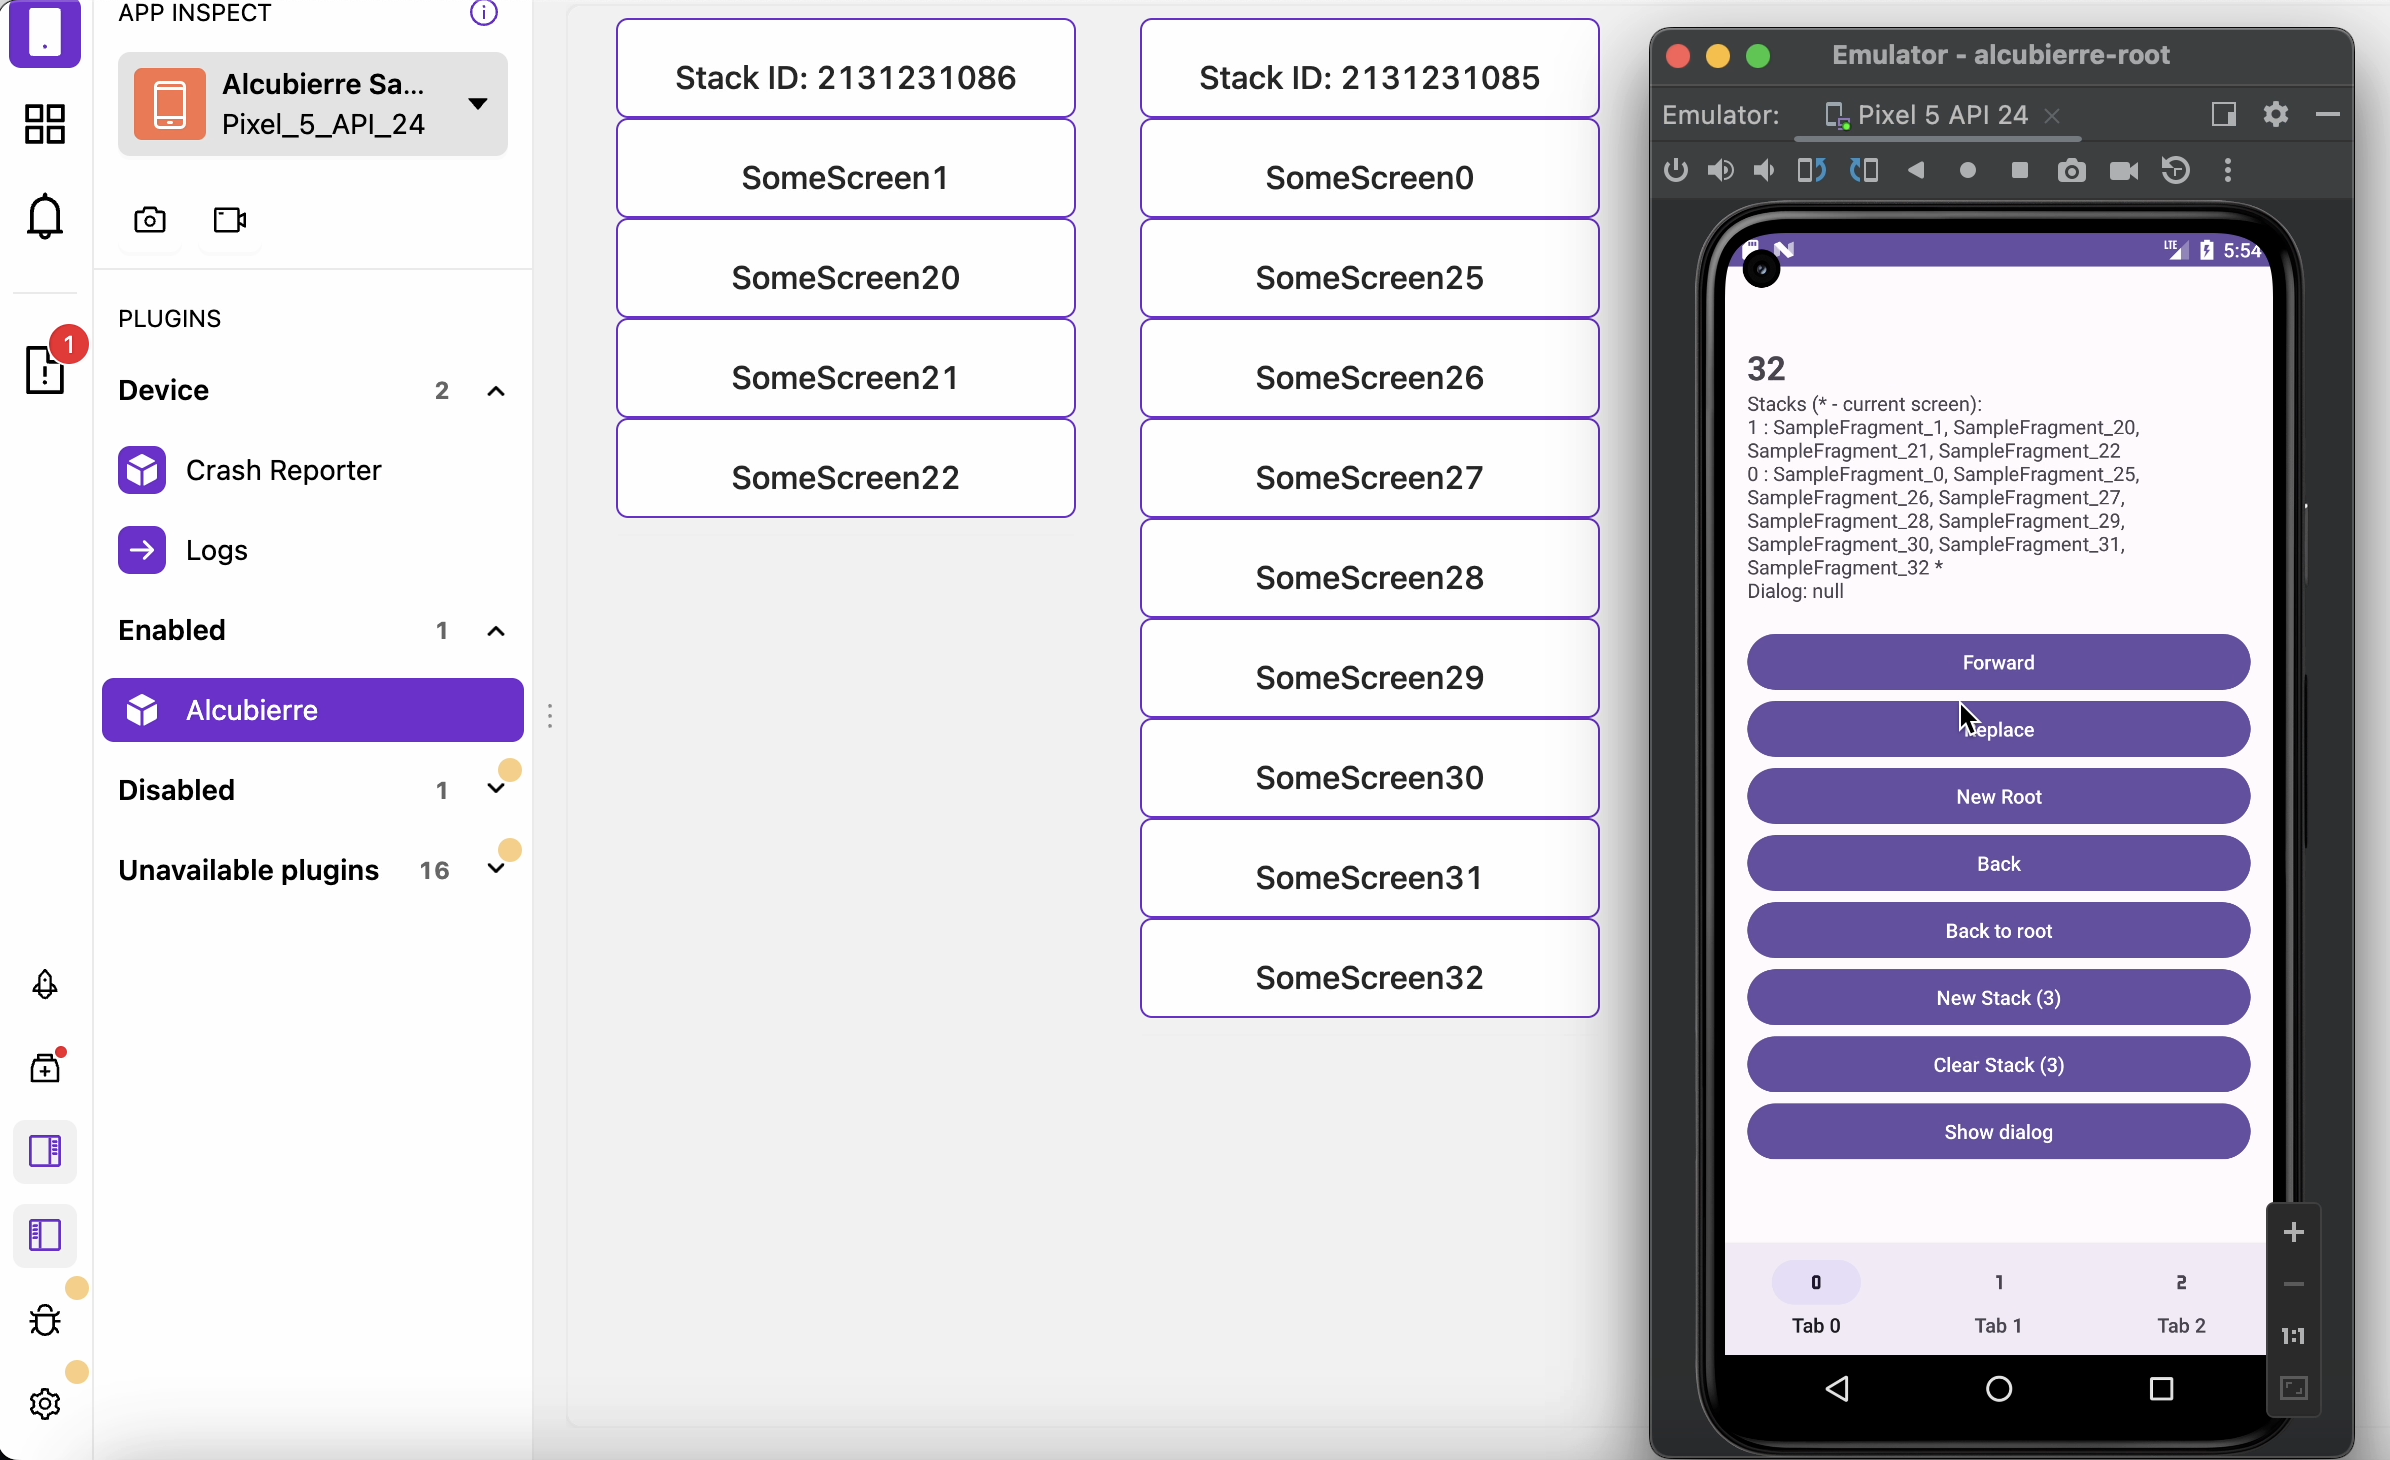 APP INSPECT
Alcubierre Sa...
Pixel_5_API_24
1
PLUGINS
Device 2
Crash Reporter
Logs
Enabled 1
Alcubierre
Disabled 1
Unavailable plugins 16
Stack ID: 2131231086
SomeScreen1
SomeScreen20
SomeScreen21
SomeScreen22
Stack ID: 2131231085
SomeScreen0
SomeScreen25
SomeScreen26
SomeScreen27
SomeScreen28
SomeScreen29
SomeScreen30
SomeScreen31
SomeScreen32
Emulator - alcubierre-root
Emulator: Pixel 5 API 24
LTE 5:54
32
Stacks (* - current screen):
1 : SampleFragment_1, SampleFragment_20,
SampleFragment_21, SampleFragment_22
0 : SampleFragment_0, SampleFragment_25,
SampleFragment_26, SampleFragment_27,
SampleFragment_28, SampleFragment_29,
SampleFragment_30, SampleFragment_31,
SampleFragment_32 *
Dialog: null
Forward
Replace
New Root
Back
Back to root
New Stack (3)
Clear Stack (3)
Show dialog
0 1 2
Tab 0 Tab 1 Tab 2
1:1